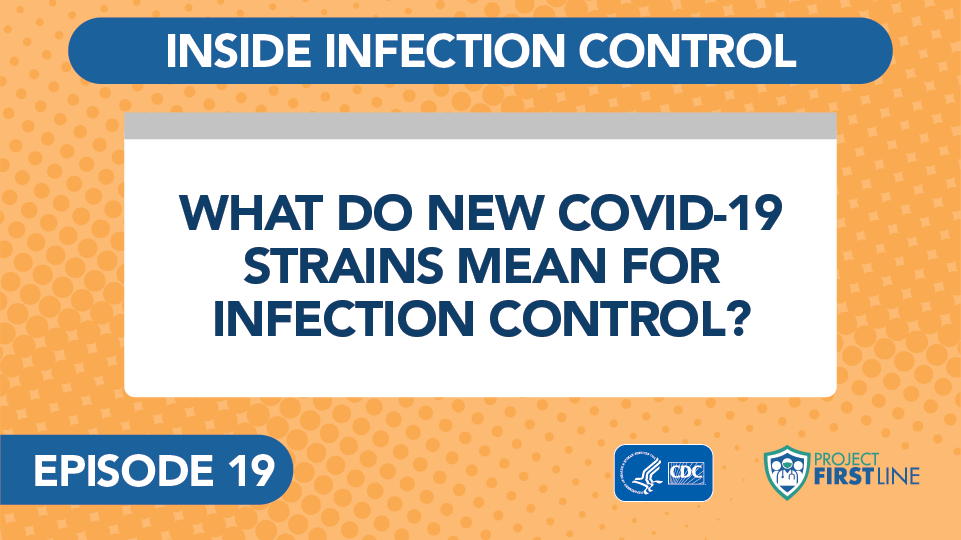 INSIDE INFECTION CONTROL
WHAT DO NEW COVID-19
STRAINS MEAN FOR
INFECTION CONTROL?
EPISODE 19
CDC
PROJECT
FIRSTLINE